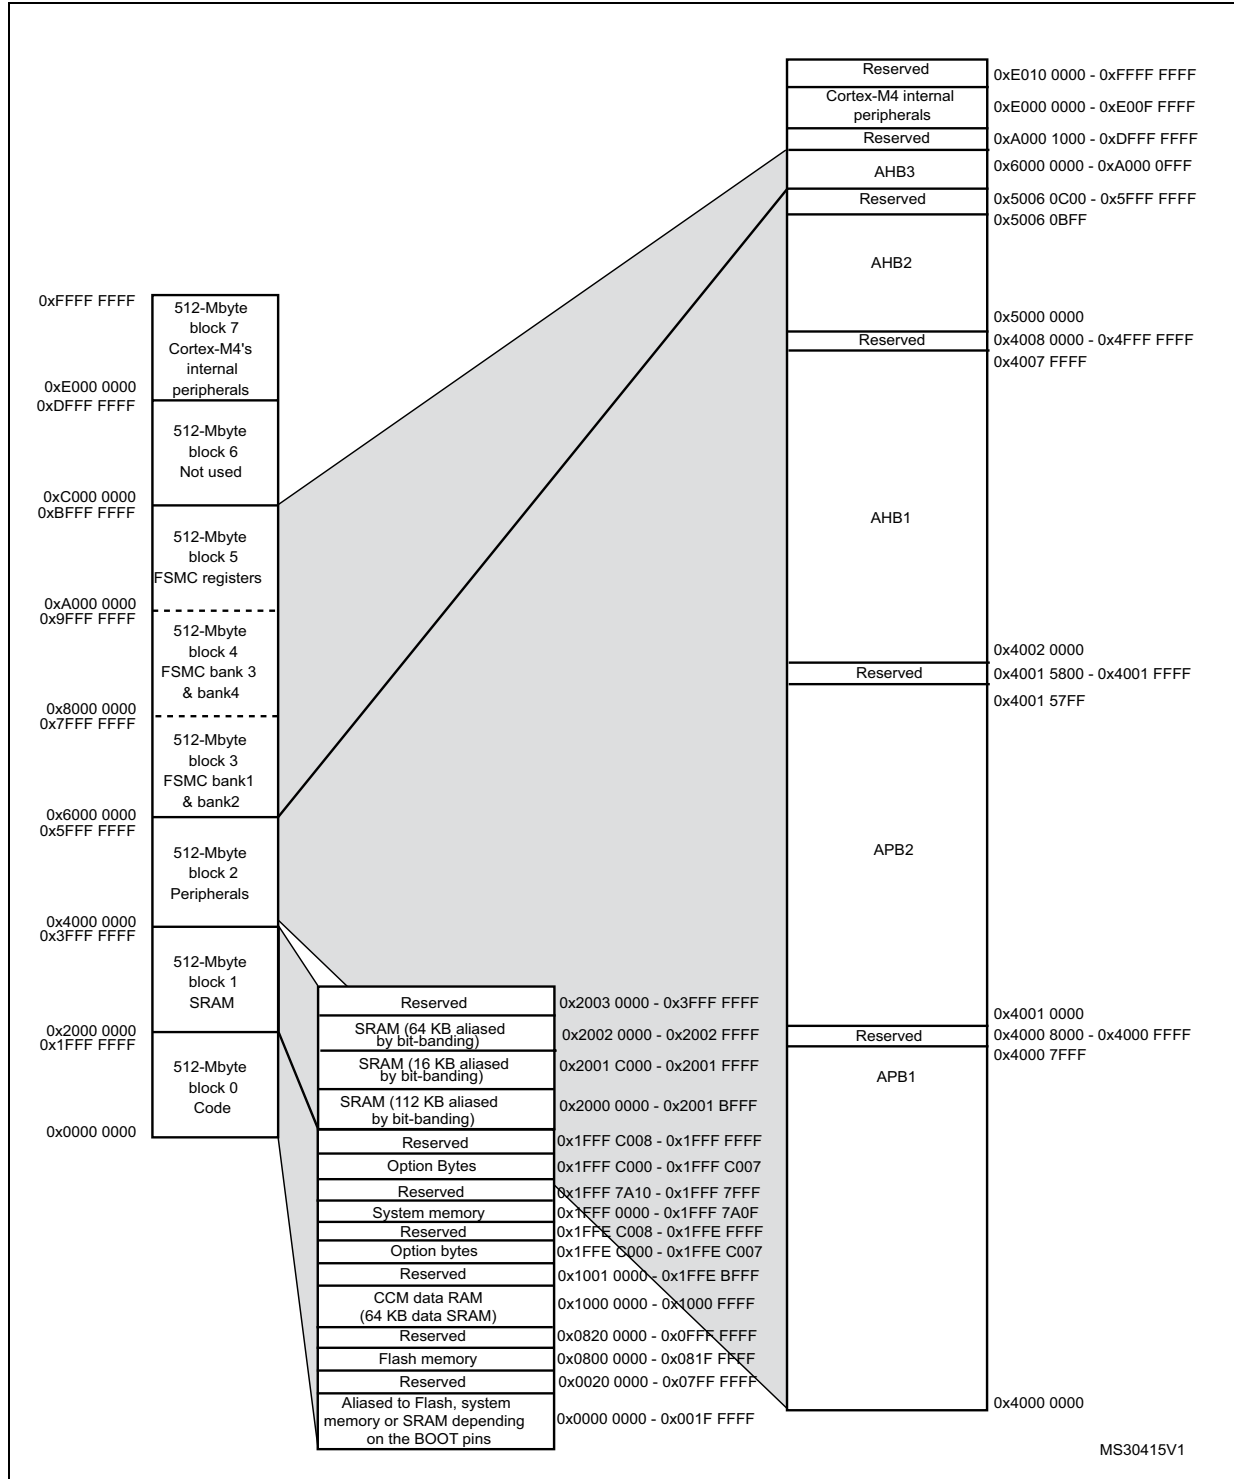 0xFFFF FFFF
512-Mbyte
block 7
Cortex-M4's
internal
peripherals
0xE000 0000
0xDFFF FFFF
512-Mbyte
block 6
Not used
0xC000 0000
0xBFFF FFFF
512-Mbyte
block 5
FSMC registers
0xA000 0000
0x9FFF FFFF
512-Mbyte
block 4
FSMC bank 3
& bank4
0x8000 0000
0x7FFF FFFF
512-Mbyte
block 3
FSMC bank1
& bank2
0x6000 0000
0x5FFF FFFF
512-Mbyte
block 2
Peripherals
0x4000 0000
0x3FFF FFFF
512-Mbyte
block 1
SRAM
0x2000 0000
0x1FFF FFFF
512-Mbyte
block 0
Code
0x0000 0000
Reserved 0x2003 0000 - 0x3FFF FFFF
SRAM (64 KB aliased
by bit-banding)
0x2002 0000 - 0x2002 FFFF
SRAM (16 KB aliased
by bit-banding)
0x2001 C000 - 0x2001 FFFF
SRAM (112 KB aliased
by bit-banding)
0x2000 0000 - 0x2001 BFFF
Reserved 0x1FFF C008 - 0x1FFF FFFF
Option Bytes 0x1FFF C000 - 0x1FFF C007
Reserved 0x1FFF 7A10 - 0x1FFF 7FFF
System memory 0x1FFF 0000 - 0x1FFF 7A0F
Reserved 0x1FFE C008 - 0x1FFE FFFF
Option bytes 0x1FFE C000 - 0x1FFE C007
Reserved 0x1001 0000 - 0x1FFE BFFF
CCM data RAM
(64 KB data SRAM)
0x1000 0000 - 0x1000 FFFF
Reserved 0x0820 0000 - 0x0FFF FFFF
Flash memory 0x0800 0000 - 0x081F FFFF
Reserved 0x0020 0000 - 0x07FF FFFF
Aliased to Flash, system
memory or SRAM depending
on the BOOT pins
0x0000 0000 - 0x001F FFFF
Reserved 0xE010 0000 - 0xFFFF FFFF
Cortex-M4 internal
peripherals
0xE000 0000 - 0xE00F FFFF
Reserved 0xA000 1000 - 0xDFFF FFFF
AHB3 0x6000 0000 - 0xA000 0FFF
Reserved 0x5006 0C00 - 0x5FFF FFFF
0x5006 0BFF
AHB2
0x5000 0000
Reserved 0x4008 0000 - 0x4FFF FFFF
0x4007 FFFF
AHB1
0x4002 0000
Reserved 0x4001 5800 - 0x4001 FFFF
0x4001 57FF
APB2
0x4001 0000
Reserved 0x4000 8000 - 0x4000 FFFF
0x4000 7FFF
APB1
0x4000 0000
MS30415V1